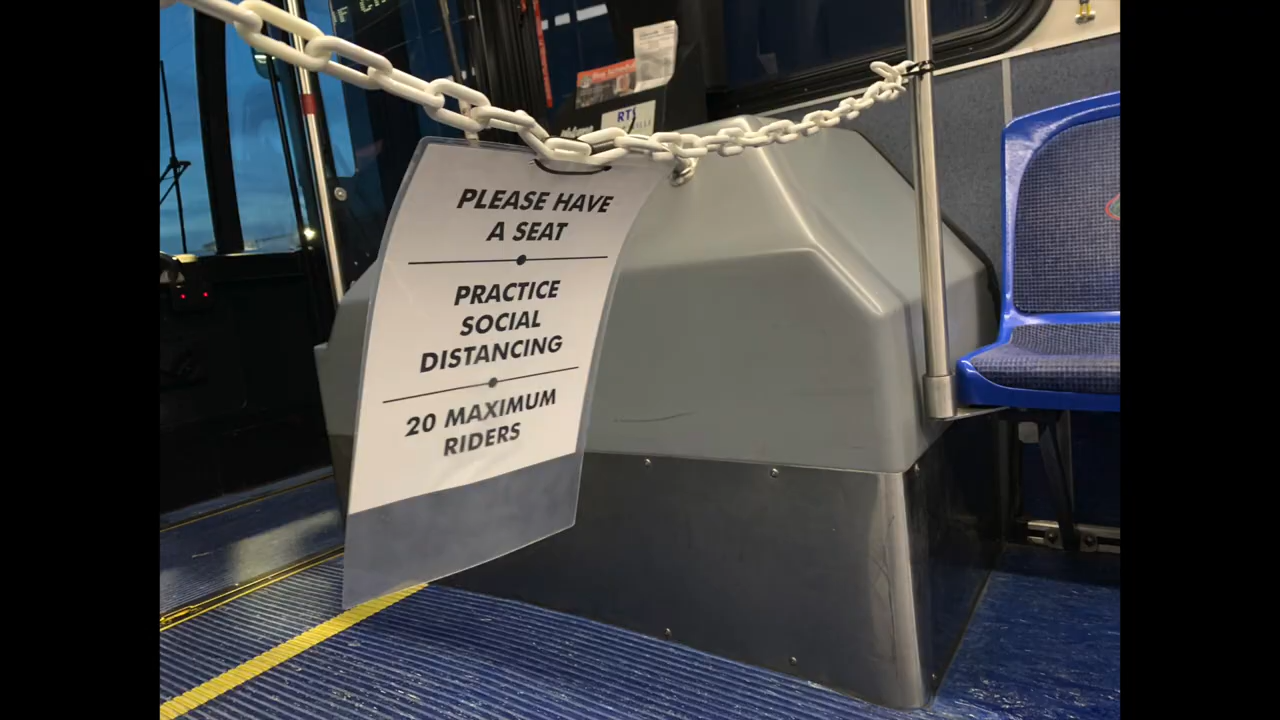 RTS
PLEASE HAVE
A SEAT
PRACTICE
SOCIAL
DISTANCING
20 MAXIMUM
RIDERS